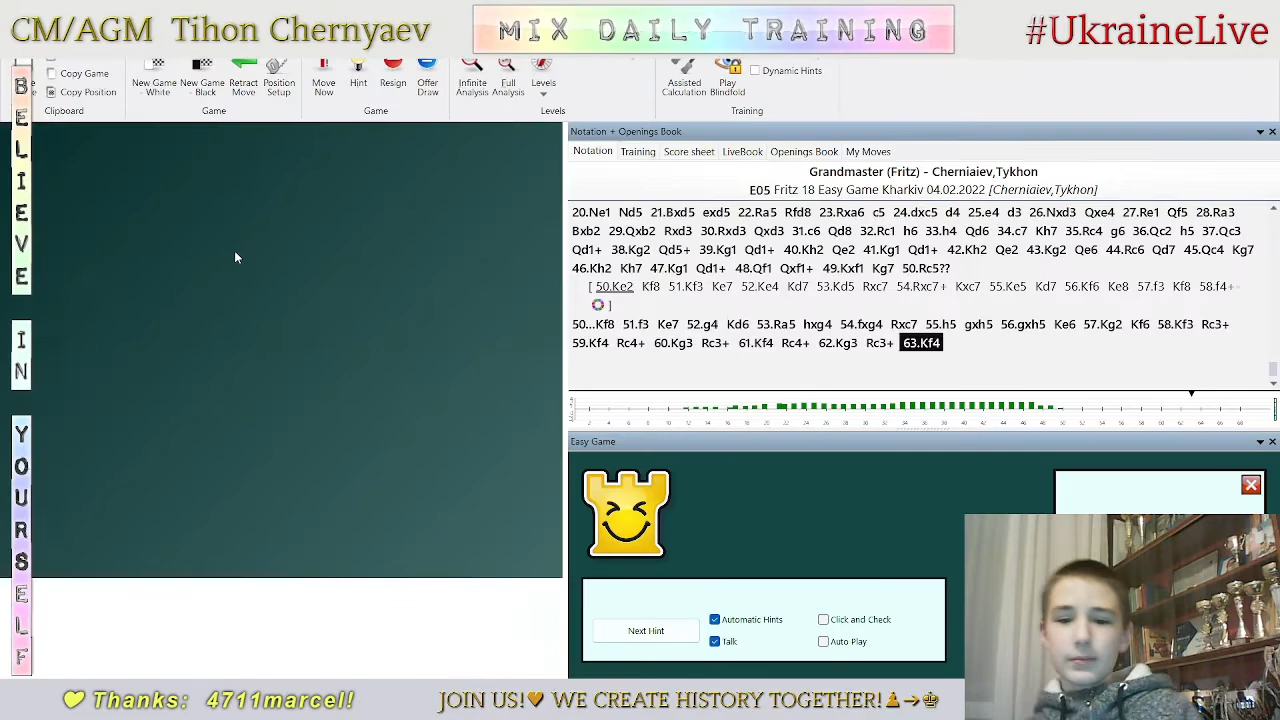 CM/AGM Tihon Chernyaev
MIX DAILY TRAINING
#UkraineLive
BELIEVE IN YOURSELF
Copy Game
Copy Position
Clipboard
New Game - White
New Game - Black
Retract Move
Position Setup
Game
Move Now
Hint
Resign
Offer Draw
Game
Infinite Analysis
Full Analysis
Levels
Levels
Assisted Calculation
Play Blindfold
Dynamic Hints
Training
Notation + Openings Book
Notation Training Score sheet LiveBook Openings Book My Moves
Grandmaster (Fritz) - Cherniaiev,Tykhon
E05 Fritz 18 Easy Game Kharkiv 04.02.2022 [Cherniaiev,Tykhon]
20.Ne1 Nd5 21.Bxd5 exd5 22.Ra5 Rfd8 23.Rxa6 c5 24.dxc5 d4 25.e4 d3 26.Nxd3 Qxe4 27.Re1 Qf5 28.Ra3
Bxb2 29.Qxb2 Rxd3 30.Rxd3 Qxd3 31.c6 Qd8 32.Rc1 h6 33.h4 Qd6 34.c7 Kh7 35.Rc4 g6 36.Qc2 h5 37.Qc3
Qd1+ 38.Kg2 Qd5+ 39.Kg1 Qd1+ 40.Kh2 Qe2 41.Kg1 Qd1+ 42.Kh2 Qe2 43.Kg2 Qe6 44.Rc6 Qd7 45.Qc4 Kg7
46.Kh2 Kh7 47.Kg1 Qd1+ 48.Qf1 Qxf1+ 49.Kxf1 Kg7 50.Rc5??
[ 50.Ke2 Kf8 51.Kf3 Ke7 52.Ke4 Kd7 53.Kd5 Rxc7 54.Rxc7+ Kxc7 55.Ke5 Kd7 56.Kf6 Ke8 57.f3 Kf8 58.f4+-
]
50...Kf8 51.f3 Ke7 52.g4 Kd6 53.Ra5 hxg4 54.fxg4 Rxc7 55.h5 gxh5 56.gxh5 Ke6 57.Kg2 Kf6 58.Kf3 Rc3+
59.Kf4 Rc4+ 60.Kg3 Rc3+ 61.Kf4 Rc4+ 62.Kg3 Rc3+ 63.Kf4
Easy Game
Next Hint
Automatic Hints
Click and Check
Talk
Auto Play
Thanks: 4711marcel!
JOIN US! WE CREATE HISTORY TOGETHER!